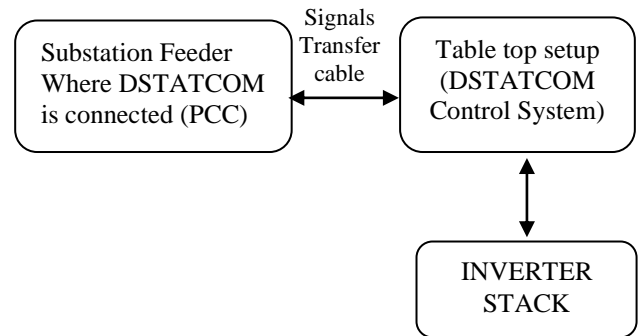 Substation Feeder
Where DSTATCOM
is connected (PCC)
Signals
Transfer
cable
Table top setup
(DSTATCOM
Control System)
INVERTER
STACK